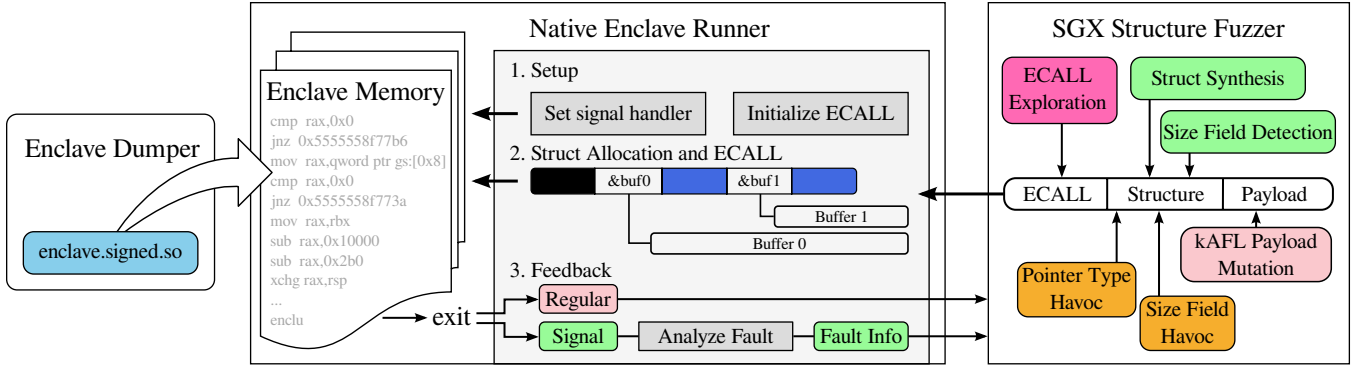 Enclave Dumper
enclave.signed.so
Native Enclave Runner
Enclave Memory
cmp rax,0x0
jnz 0x5555558f77b6
mov rax,qword ptr gs:[0x8]
cmp rax,0x0
jnz 0x5555558f773a
mov rax,rbx
sub rax,0x10000
sub rax,0x2b0
xchg rax,rsp
...
enclu
exit
1. Setup
Set signal handler
Initialize ECALL
2. Struct Allocation and ECALL
&buf0
&buf1
Buffer 1
Buffer 0
3. Feedback
Regular
Signal
Analyze Fault
Fault Info
SGX Structure Fuzzer
ECALL
Exploration
Struct Synthesis
Size Field Detection
ECALL
Structure
Payload
kAFL Payload
Mutation
Pointer Type
Havoc
Size Field
Havoc